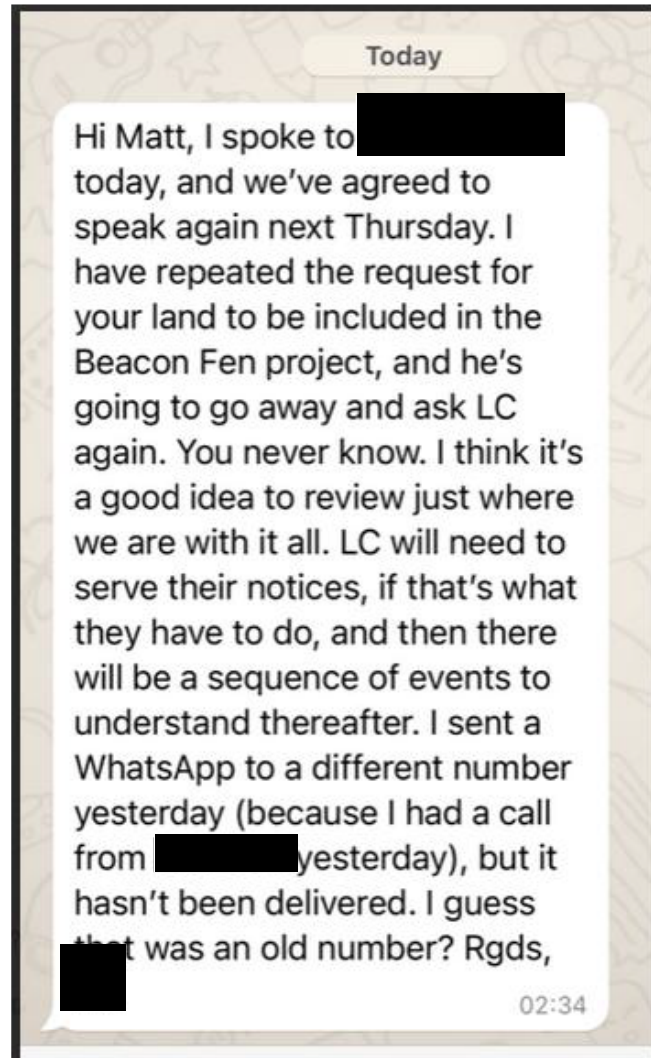 Today
Hi Matt, I spoke to
today, and we've agreed to
speak again next Thursday. I
have repeated the request for
your land to be included in the
Beacon Fen project, and he's
going to go away and ask LC
again. You never know. I think it's
a good idea to review just where
we are with it all. LC will need to
serve their notices, if that's what
they have to do, and then there
will be a sequence of events to
understand thereafter. I sent a
WhatsApp to a different number
yesterday (because I had a call
from yesterday), but it
hasn't been delivered. I guess
that was an old number? Rgds,
02:34